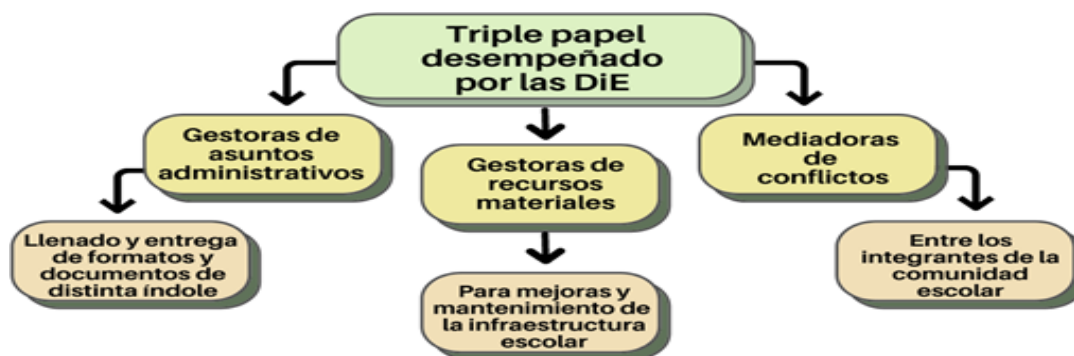 Triple papel
desempeñado
por las DiE
Gestoras de
asuntos
administrativos
Llenado y entrega
de formatos y
documentos de
distinta índole
Gestoras de
recursos
materiales
Para mejoras y
mantenimiento de
la infraestructura
escolar
Mediadoras
de
conflictos
Entre los
integrantes de la
comunidad
escolar